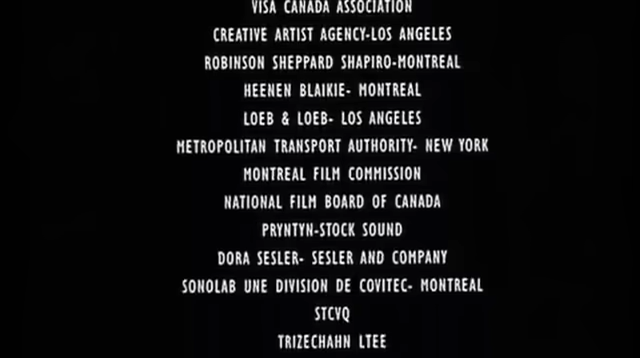 VISA CANADA ASSOCIATION
CREATIVE ARTIST AGENCY-LOS ANGELES
ROBINSON SHEPPARD SHAPIRO-MONTREAL
HEENEN BLAIKIE- MONTREAL
LOEB & LOEB- LOS ANGELES
METROPOLITAN TRANSPORT AUTHORITY- NEW YORK
MONTREAL FILM COMMISSION
NATIONAL FILM BOARD OF CANADA
PRYNTYN-STOCK SOUND
DORA SESLER- SESLER AND COMPANY
SONOLAB UNE DIVISION DE COVITEC- MONTREAL
STCVQ
TRIZECHAHN LTEE